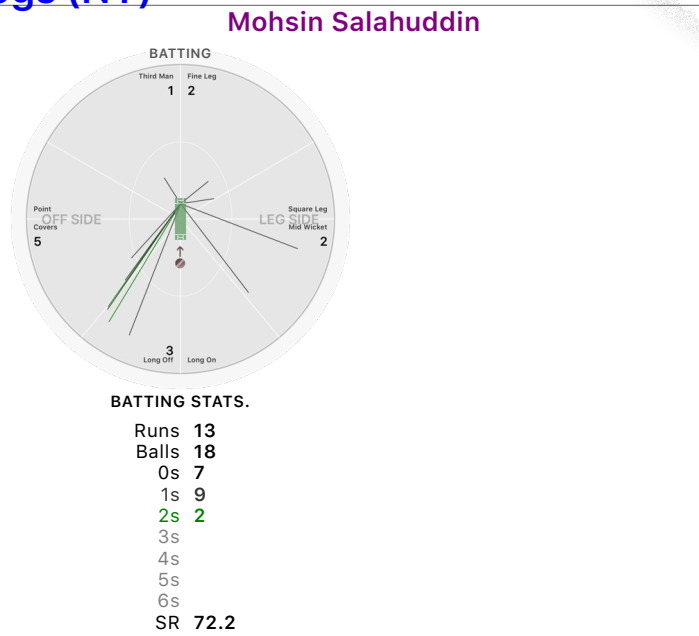 Mohsin Salahuddin
BATTING
Third Man Fine Leg
1 2
Point Square Leg
OFF SIDE LEG SIDE
Covers Mid Wicket
5 2
3
Long Off Long On
BATTING STATS.
Runs 13
Balls 18
0s 7
1s 9
2s 2
3s
4s
5s
6s
SR 72.2